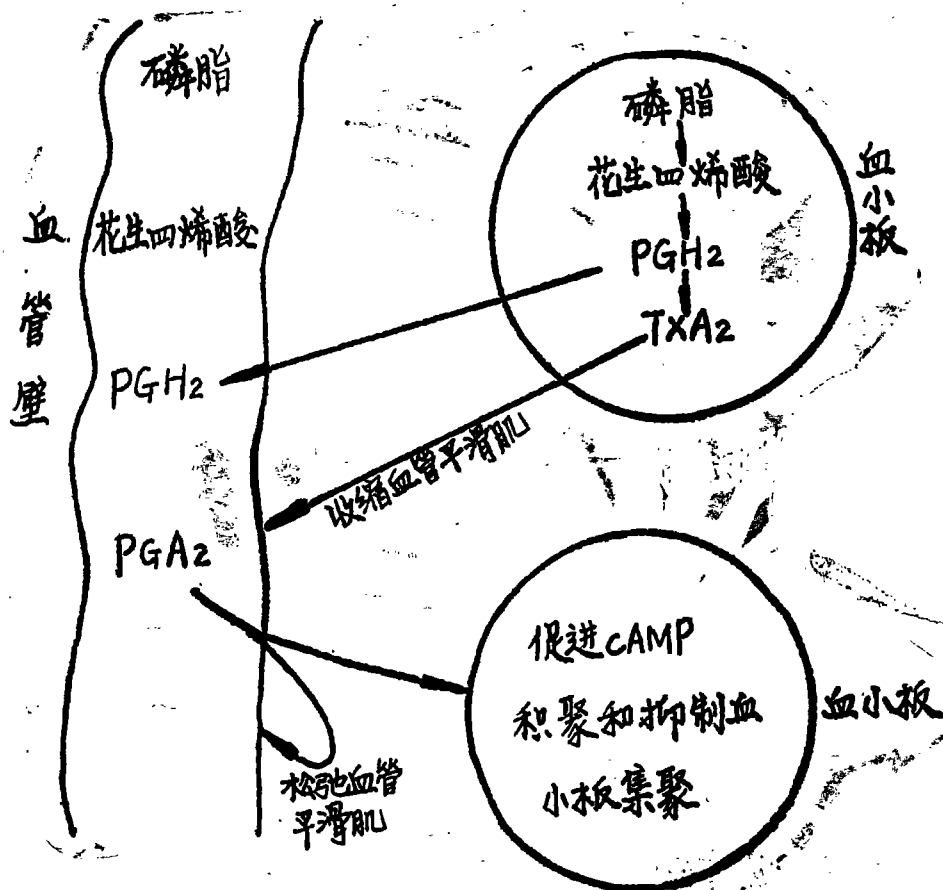 血管壁
磷脂
花生四烯酸
PGH2
PGA2
磷脂
花生四烯酸
PGH2
TXA2
血小板
收缩血管平滑肌
松弛血管
平滑肌
促进cAMP
积聚和抑制血
小板集聚
血小板